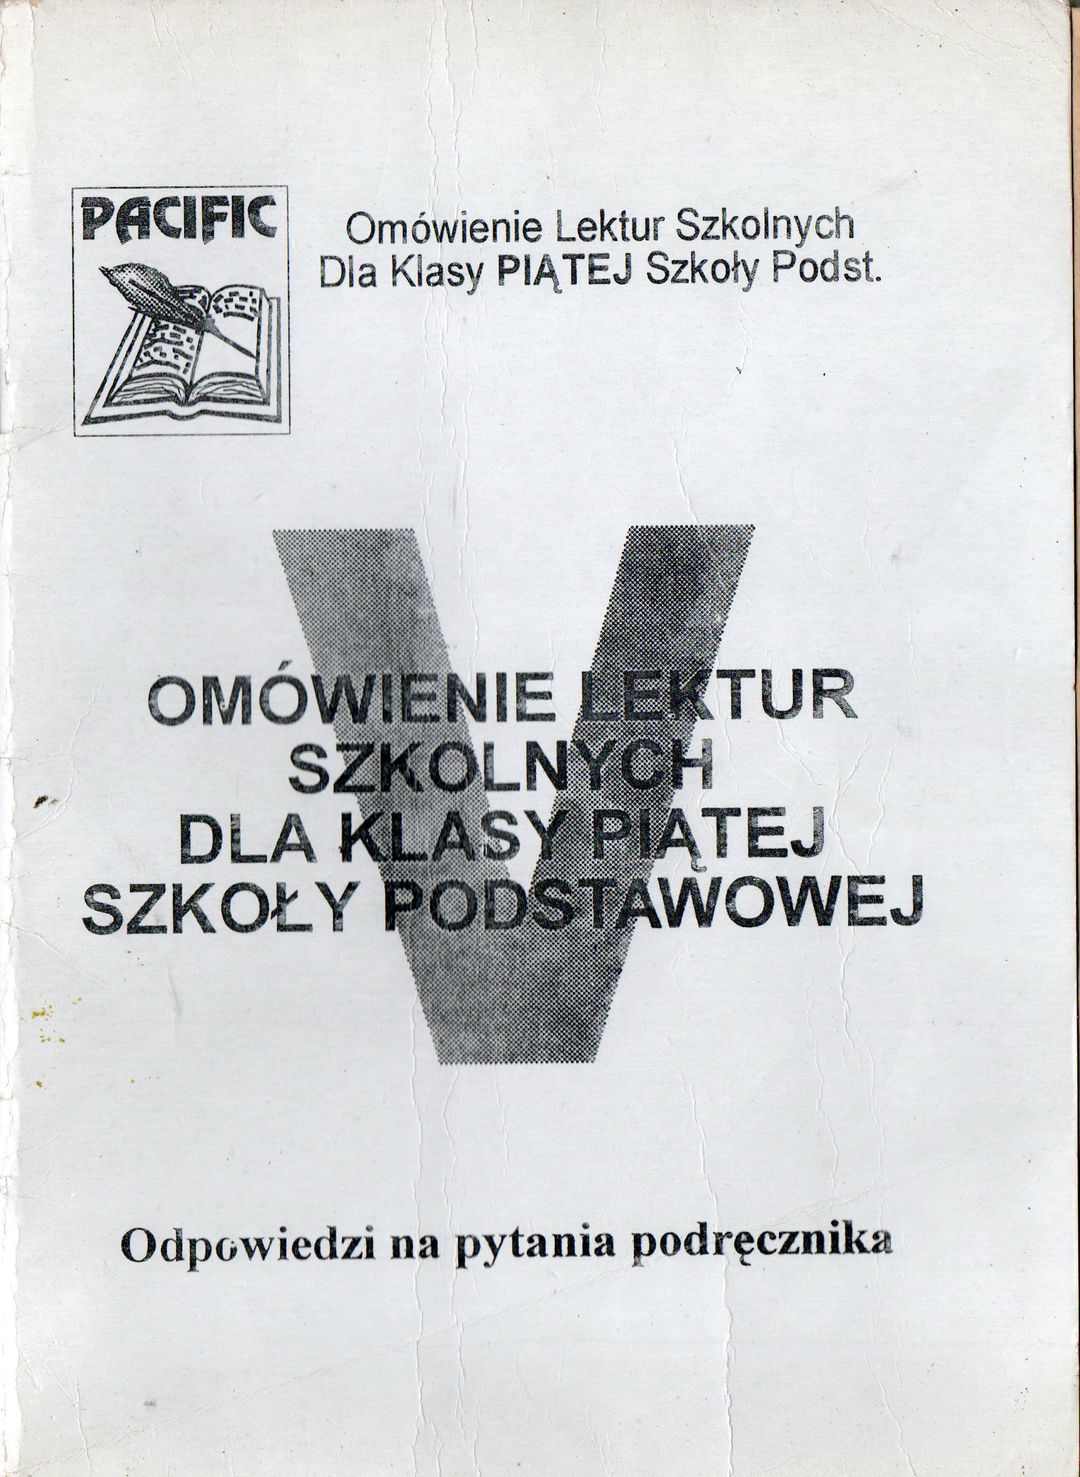 PACIFIC
Omówienie Lektur Szkolnych
Dla Klasy PIĄTEJ Szkoły Podst.
V
OMÓWIENIE LEKTUR
SZKOLNYCH
DLA KLASY PIĄTEJ
SZKOŁY PODSTAWOWEJ
Odpowiedzi na pytania podręcznika